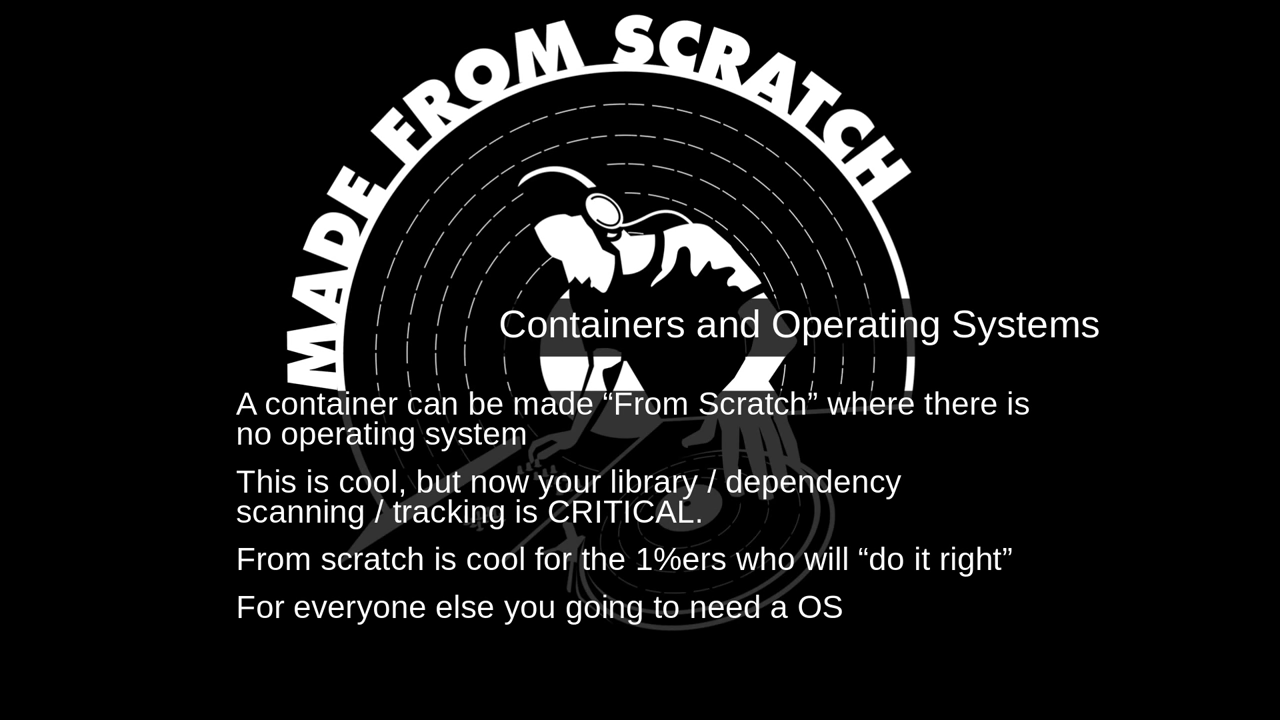 MADE FROM SCRATCH
Containers and Operating Systems
A container can be made “From Scratch” where there is
no operating system
This is cool, but now your library / dependency
scanning / tracking is CRITICAL.
From scratch is cool for the 1%ers who will “do it right”
For everyone else you going to need a OS